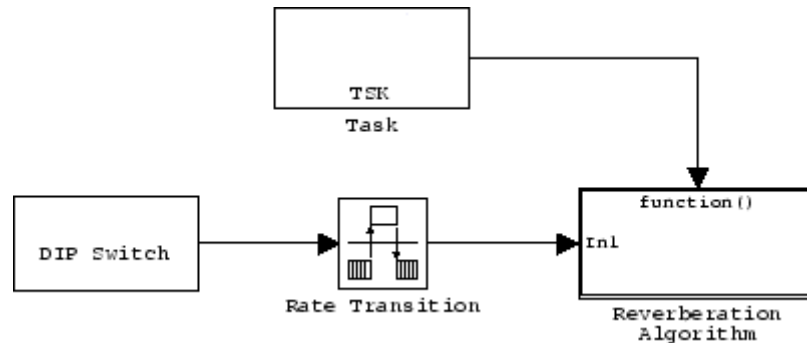 TSK
Task
function()
DIP Switch
In1
Rate Transition
Reverberation
Algorithm